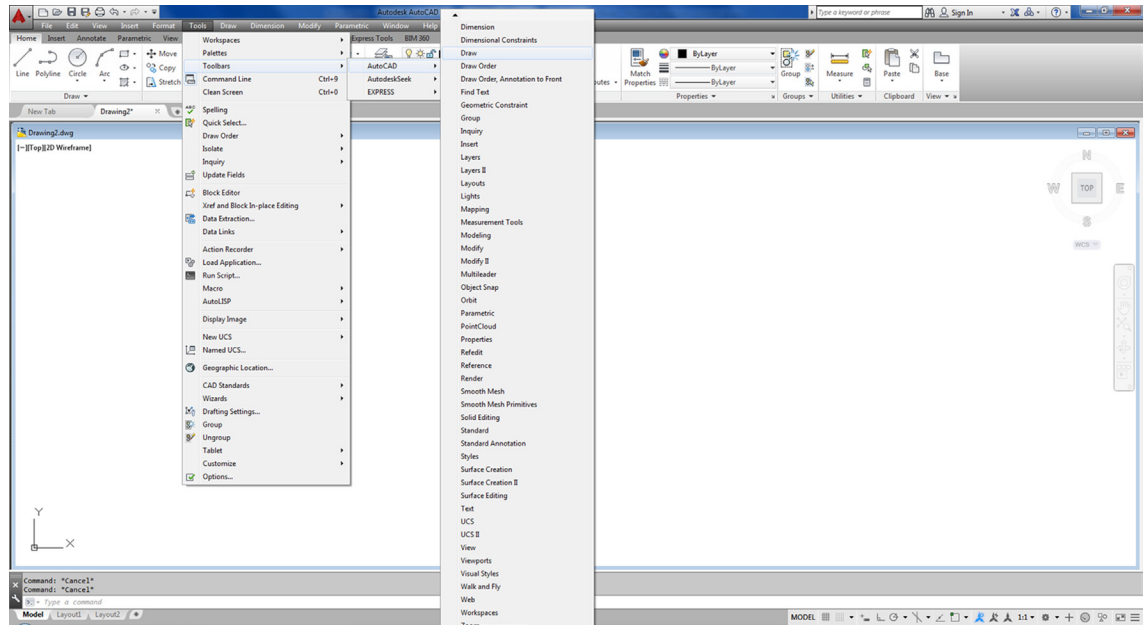 Autodesk AutoCAD
Type a keyword or phrase
Sign In
File Edit View Insert Format Tools Draw Dimension Modify Parametric Window Help
Home Insert Annotate Parametric View
Express Tools BIM 360
Line Polyline Circle Arc
Move
Copy
Stretch
Draw
Match
Properties
ByLayer
ByLayer
ByLayer
Properties
Group
Groups
Measure
Utilities
Paste
Clipboard
Base
View
New Tab Drawing2*
Drawing2.dwg
[−][Top][2D Wireframe]
Workspaces
Palettes
Toolbars
Command Line Ctrl+9
Clean Screen Ctrl+0
Spelling
Quick Select...
Draw Order
Isolate
Inquiry
Update Fields
Block Editor
Xref and Block In-place Editing
Data Extraction...
Data Links
Action Recorder
Load Application...
Run Script...
Macro
AutoLISP
Display Image
New UCS
Named UCS...
Geographic Location...
CAD Standards
Wizards
Drafting Settings...
Group
Ungroup
Tablet
Customize
Options...
AutoCAD
AutodeskSeek
EXPRESS
Dimension
Dimensional Constraints
Draw
Draw Order
Draw Order, Annotation to Front
Find Text
Geometric Constraint
Group
Inquiry
Insert
Layers
Layers II
Layouts
Lights
Mapping
Measurement Tools
Modeling
Modify
Modify II
Multileader
Object Snap
Orbit
Parametric
PointCloud
Properties
Refedit
Reference
Render
Smooth Mesh
Smooth Mesh Primitives
Solid Editing
Standard
Standard Annotation
Styles
Surface Creation
Surface Creation II
Surface Editing
Text
UCS
UCS II
View
Viewports
Visual Styles
Walk and Fly
Web
Workspaces
N
W TOP E
S
WCS
Y
X
Command: *Cancel*
Command: *Cancel*
Type a command
Model Layout1 Layout2
MODEL 1:1